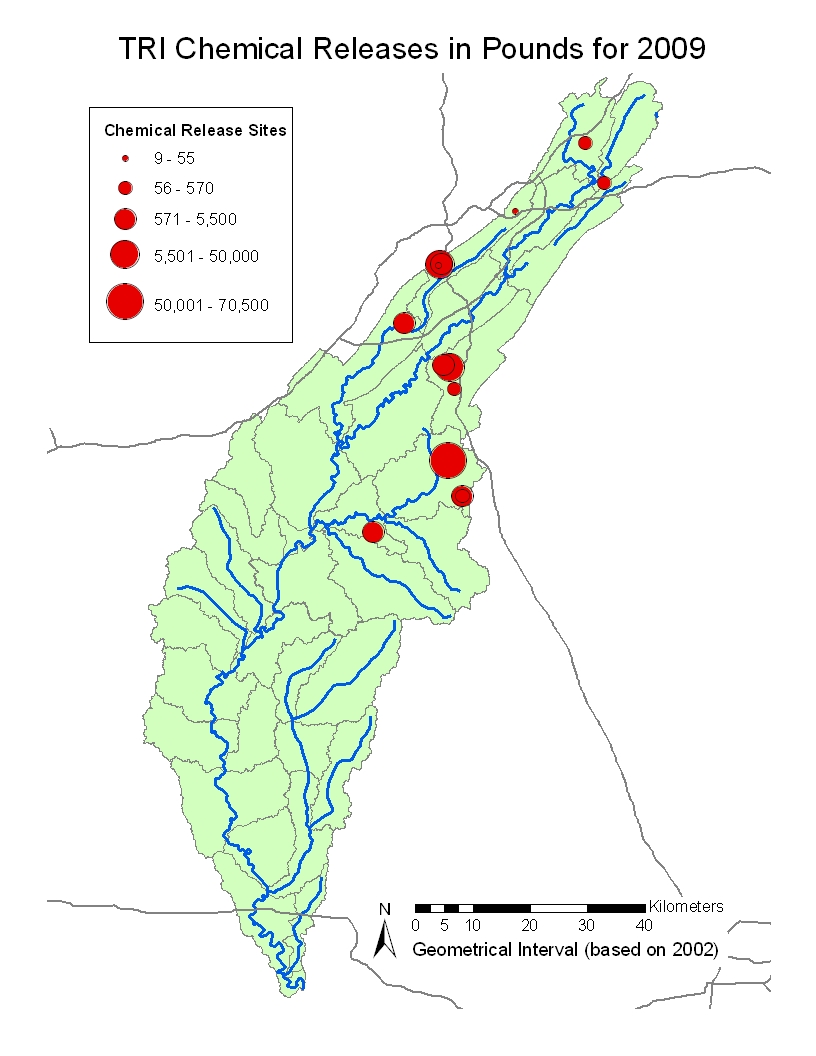 TRI Chemical Releases in Pounds for 2009
Chemical Release Sites
9 - 55
56 - 570
571 - 5,500
5,501 - 50,000
50,001 - 70,500
N
Kilometers
0 5 10 20 30 40
Geometrical Interval (based on 2002)